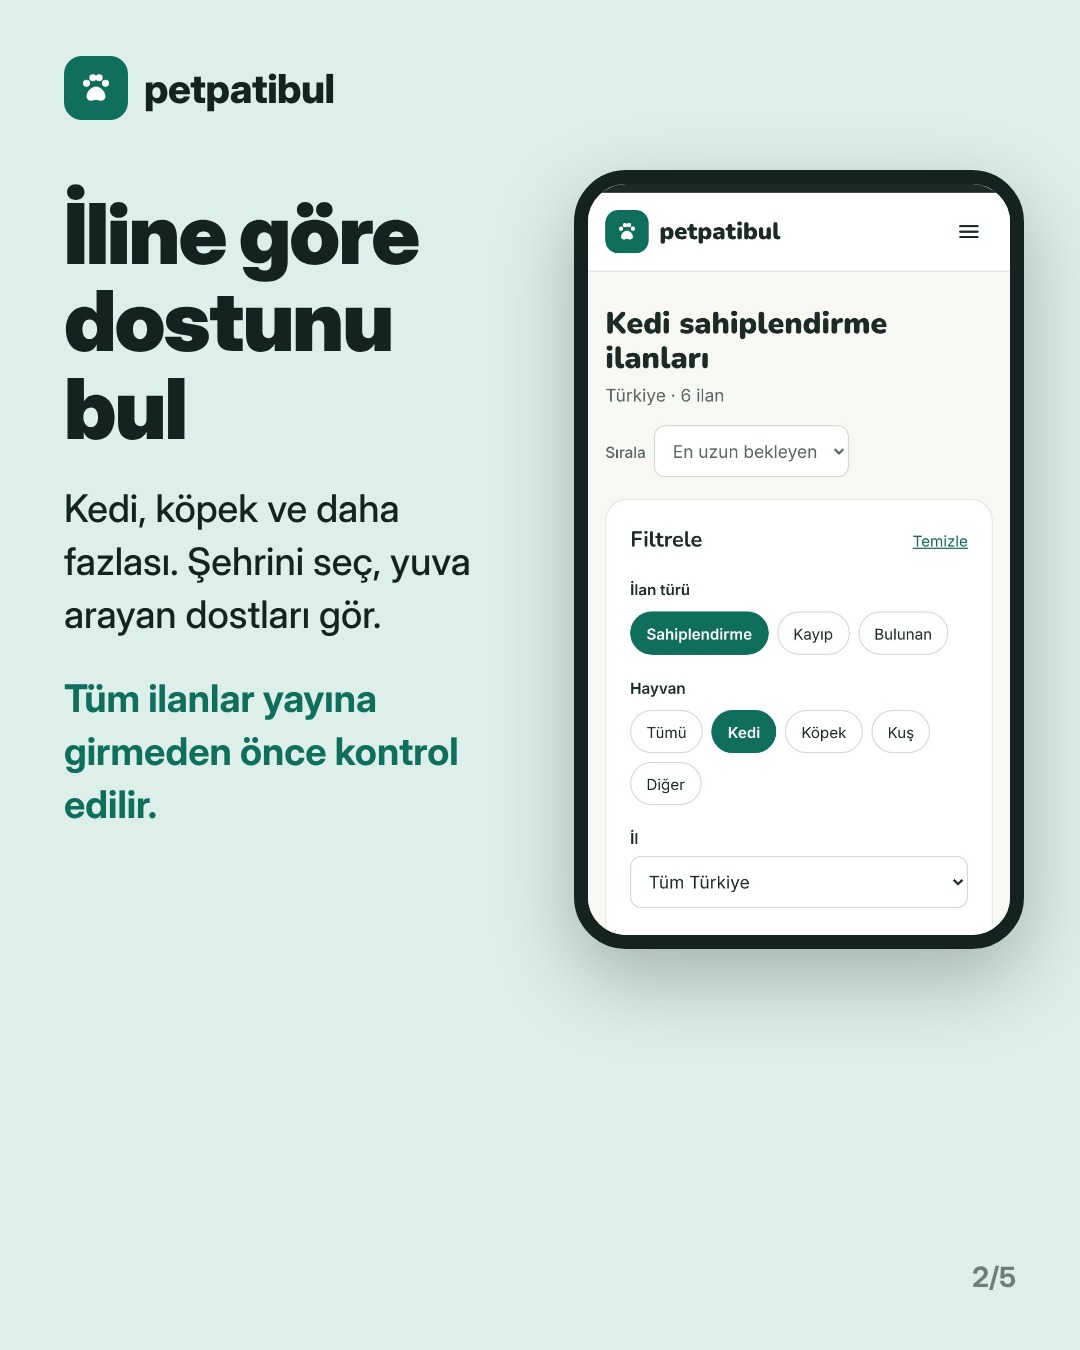 petpatibul
İline göre
dostunu
bul
Kedi, köpek ve daha
fazlası. Şehrini seç, yuva
arayan dostları gör.
Tüm ilanlar yayına
girmeden önce kontrol
edilir.
petpatibul
Kedi sahiplendirme
ilanları
Türkiye · 6 ilan
Sırala En uzun bekleyen
Filtrele Temizle
İlan türü
Sahiplendirme Kayıp Bulunan
Hayvan
Tümü Kedi Köpek Kuş
Diğer
İl
Tüm Türkiye
2/5